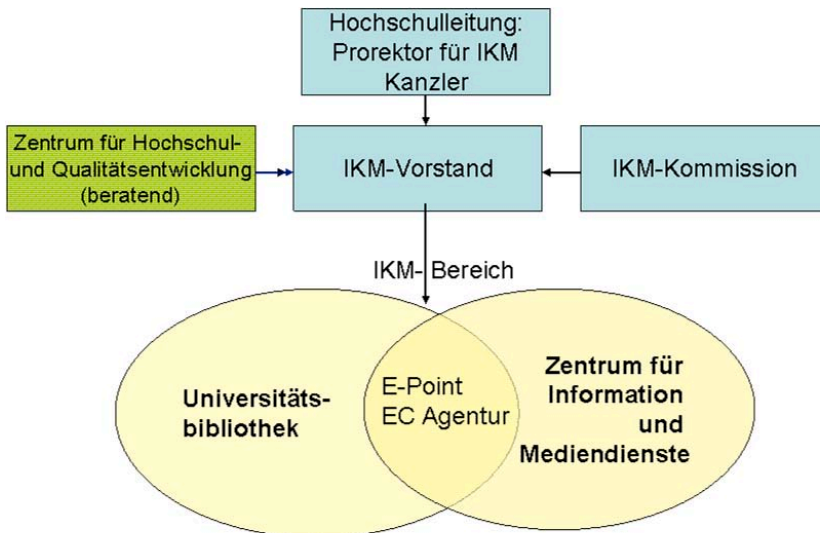 Hochschulleitung:
Prorektor für IKM
Kanzler
Zentrum für Hochschul-
und Qualitätsentwicklung
(beratend)
IKM-Vorstand
IKM-Kommission
IKM- Bereich
Universitäts-
bibliothek
E-Point
EC Agentur
Zentrum für
Information
und
Mediendienste